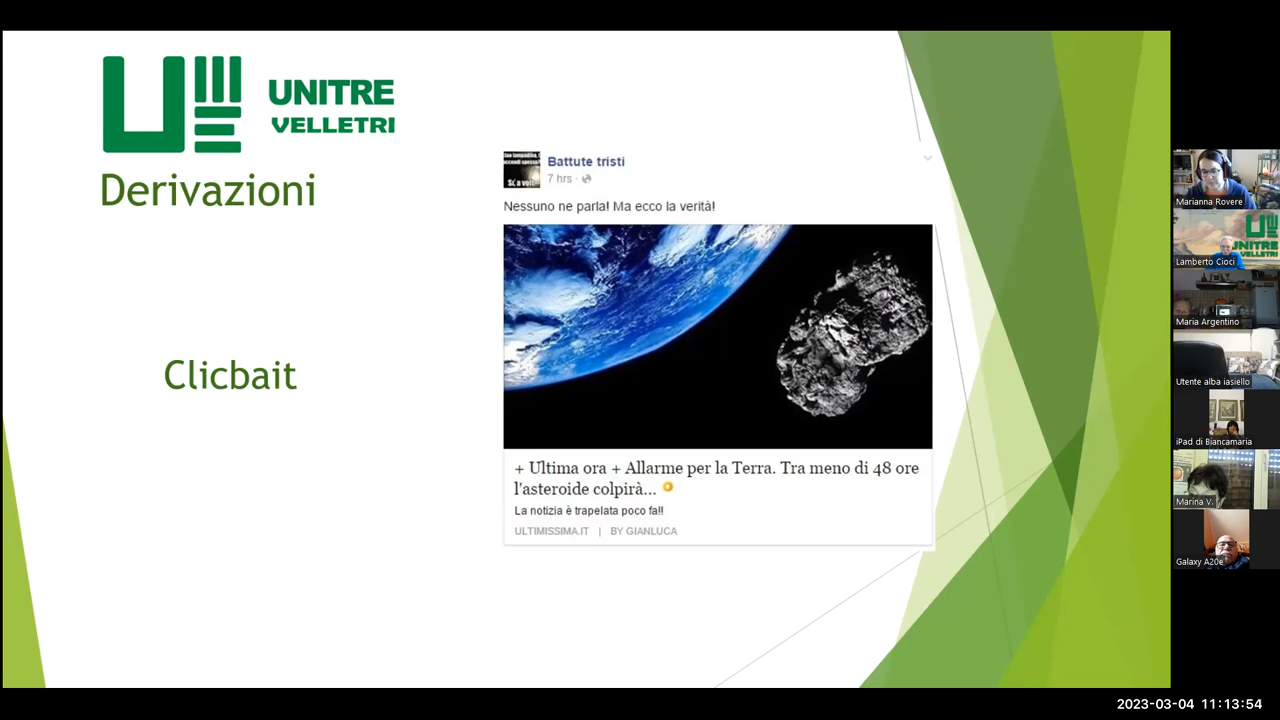 UNITRE
VELLETRI
Derivazioni
Clicbait
Battute tristi
7 hrs
Nessuno ne parla! Ma ecco la verità!
+ Ultima ora + Allarme per la Terra. Tra meno di 48 ore
l'asteroide colpirà...
La notizia è trapelata poco fa!!
ULTIMISSIMA.IT | BY GIANLUCA
Marianna Rovere
UNITRE
VELLETRI
Lamberto Cioci
Maria Argentino
Utente alba iasiello
iPad di Biancamaria
Marina V.
Galaxy A20e
2023-03-04 11:13:54